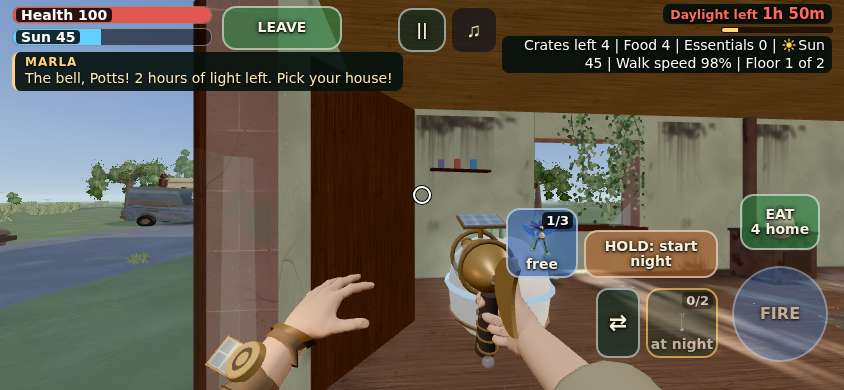 Health 100
Sun 45
LEAVE
Daylight left 1h 50m
Crates left 4 | Food 4 | Essentials 0 | ☀Sun
45 | Walk speed 98% | Floor 1 of 2
MARLA
The bell, Potts! 2 hours of light left. Pick your house!
1/3
free
HOLD: start
night
EAT
4 home
0/2
at night
FIRE